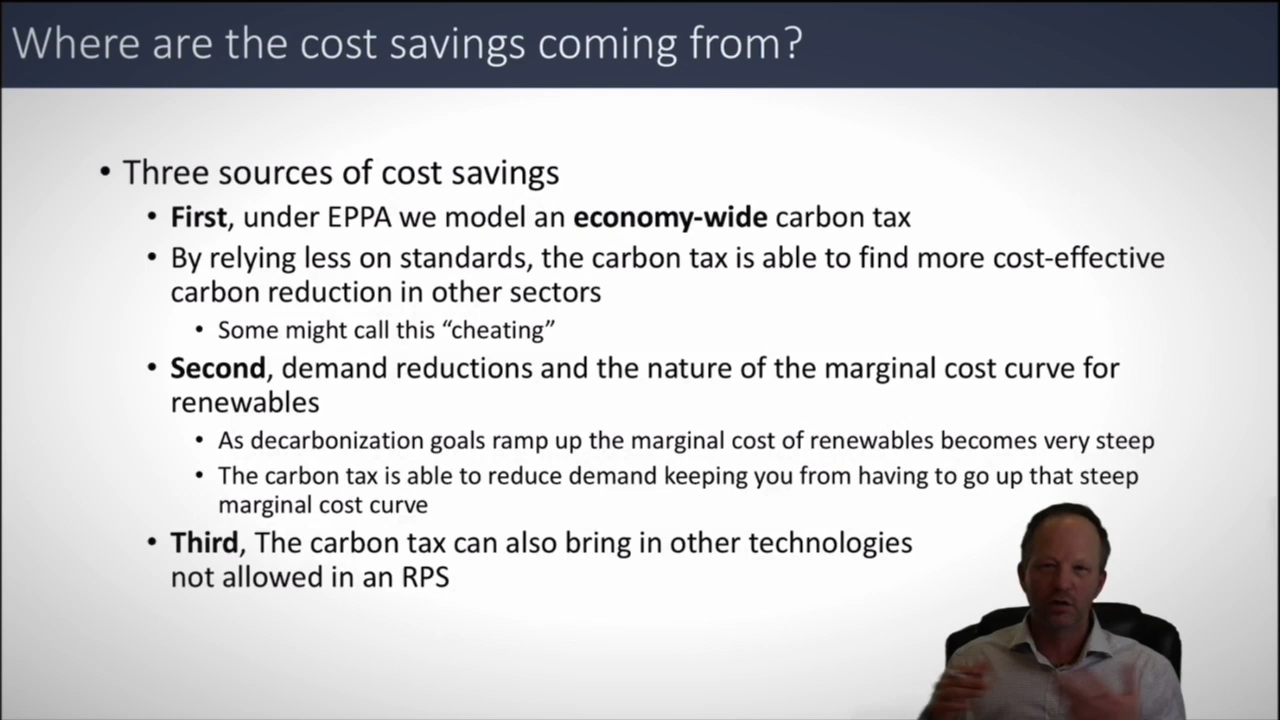 Where are the cost savings coming from?
• Three sources of cost savings
• First, under EPPA we model an economy-wide carbon tax
• By relying less on standards, the carbon tax is able to find more cost-effective
carbon reduction in other sectors
• Some might call this “cheating”
• Second, demand reductions and the nature of the marginal cost curve for
renewables
• As decarbonization goals ramp up the marginal cost of renewables becomes very steep
• The carbon tax is able to reduce demand keeping you from having to go up that steep
marginal cost curve
• Third, The carbon tax can also bring in other technologies
not allowed in an RPS